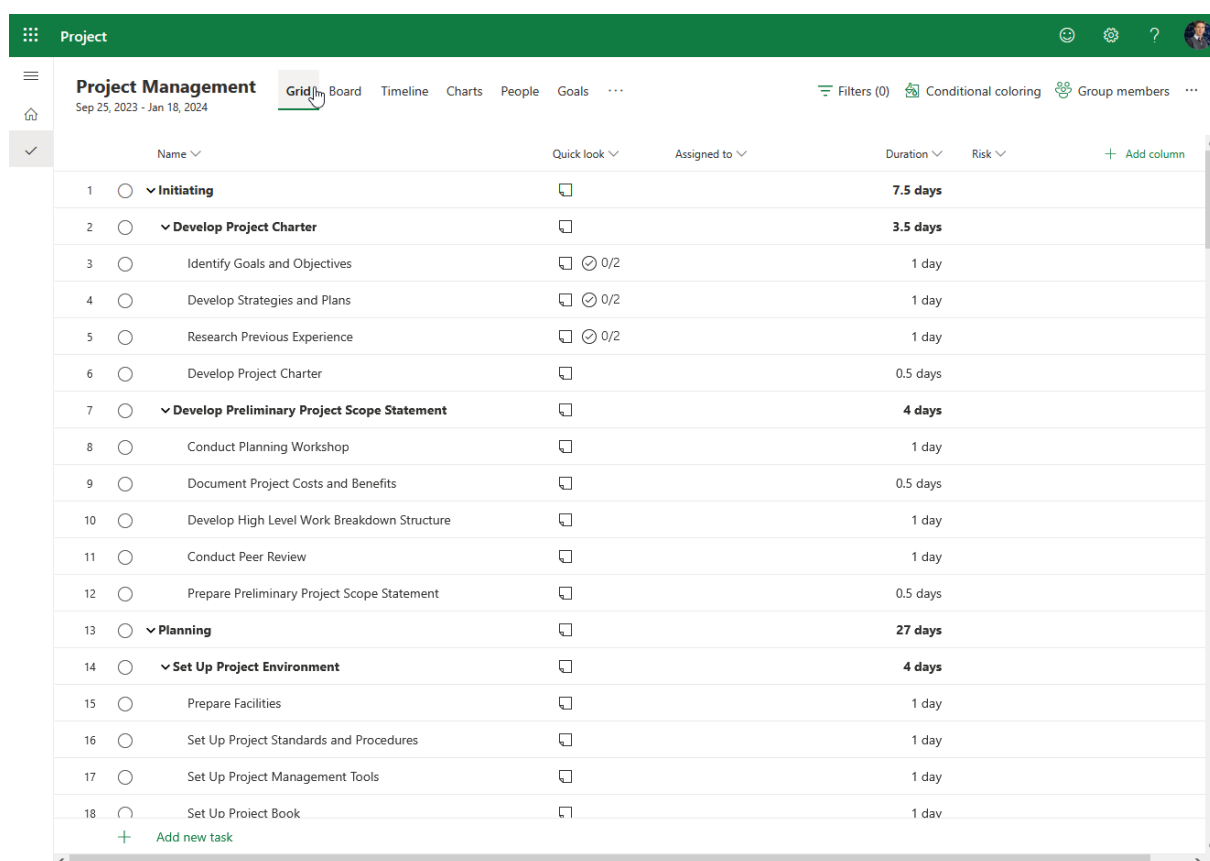 Project
Project Management Grid Board Timeline Charts People Goals ··· Filters (0) Conditional coloring Group members ···
Sep 25, 2023 - Jan 18, 2024
Name Quick look Assigned to Duration Risk + Add column
1 Initiating 7.5 days
2 Develop Project Charter 3.5 days
3 Identify Goals and Objectives 0/2 1 day
4 Develop Strategies and Plans 0/2 1 day
5 Research Previous Experience 0/2 1 day
6 Develop Project Charter 0.5 days
7 Develop Preliminary Project Scope Statement 4 days
8 Conduct Planning Workshop 1 day
9 Document Project Costs and Benefits 0.5 days
10 Develop High Level Work Breakdown Structure 1 day
11 Conduct Peer Review 1 day
12 Prepare Preliminary Project Scope Statement 0.5 days
13 Planning 27 days
14 Set Up Project Environment 4 days
15 Prepare Facilities 1 day
16 Set Up Project Standards and Procedures 1 day
17 Set Up Project Management Tools 1 day
18 Set Up Project Book 1 day
+ Add new task